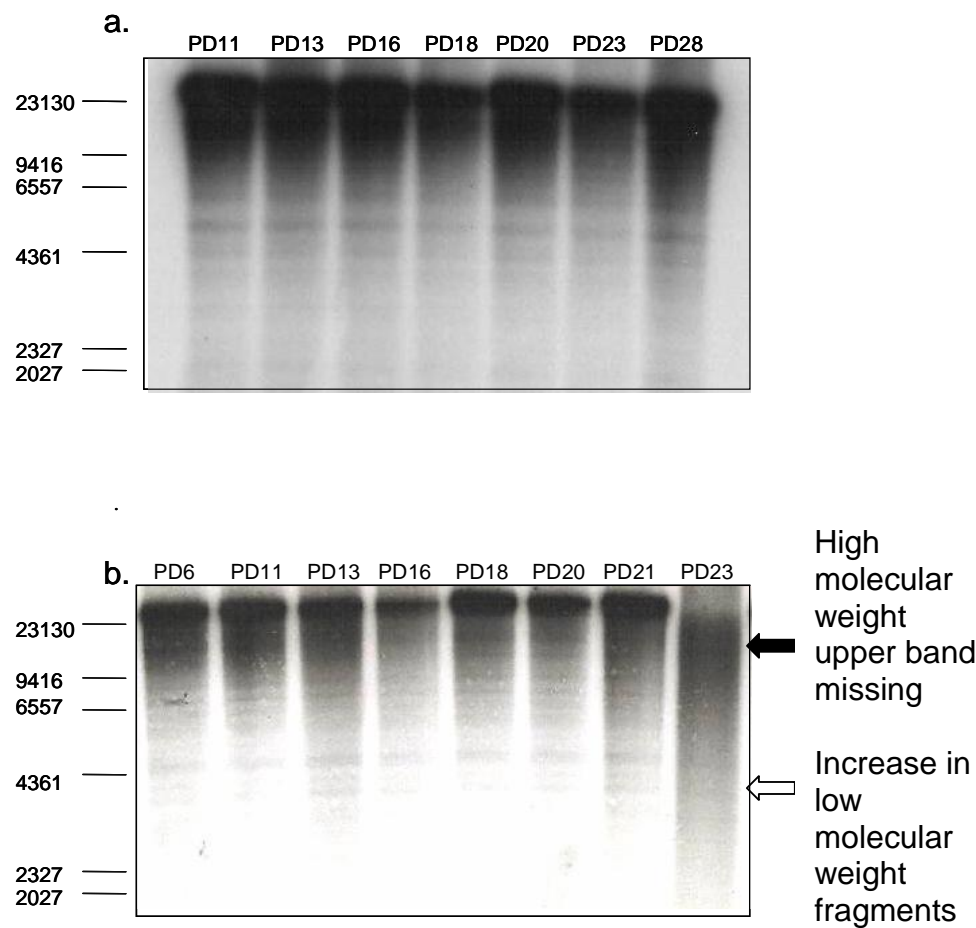 a.
PD11 PD13 PD16 PD18 PD20 PD23 PD28
23130
9416
6557
4361
2327
2027
.
b.
PD6 PD11 PD13 PD16 PD18 PD20 PD21 PD23
23130
9416
6557
4361
2327
2027
High
molecular
weight
upper band
missing
Increase in
low
molecular
weight
fragments